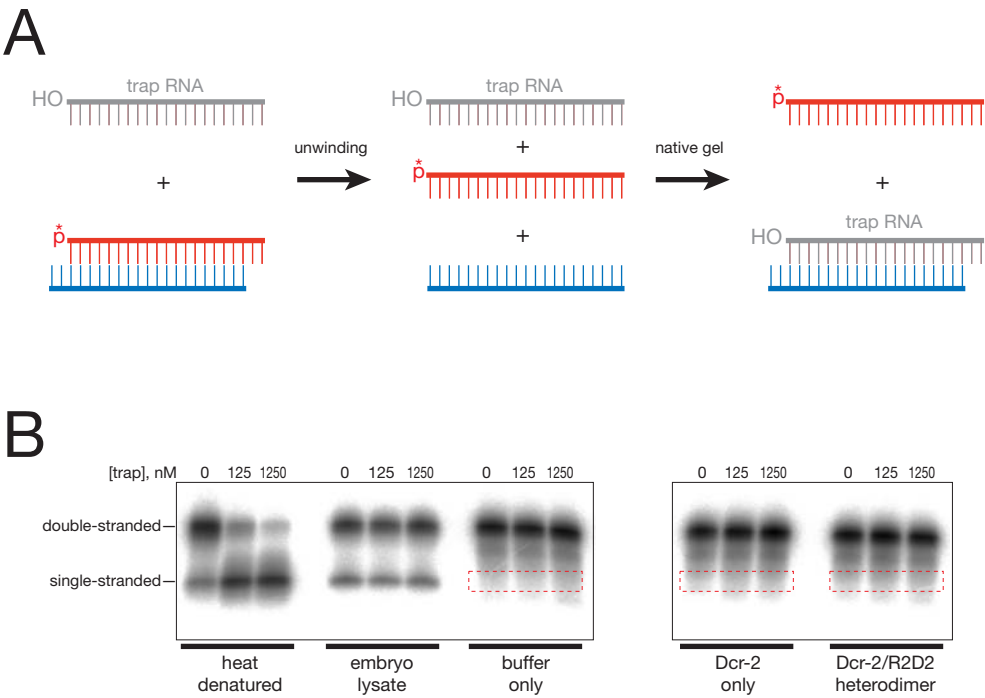 A
trap RNA
HO
*
p
+
unwinding
trap RNA
HO
+
*
p
+
native gel
*
p
+
trap RNA
HO
B
[trap], nM 0 125 1250 0 125 1250 0 125 1250 0 125 1250 0 125 1250
double-stranded
single-stranded
heat
denatured
embryo
lysate
buffer
only
Dcr-2
only
Dcr-2/R2D2
heterodimer